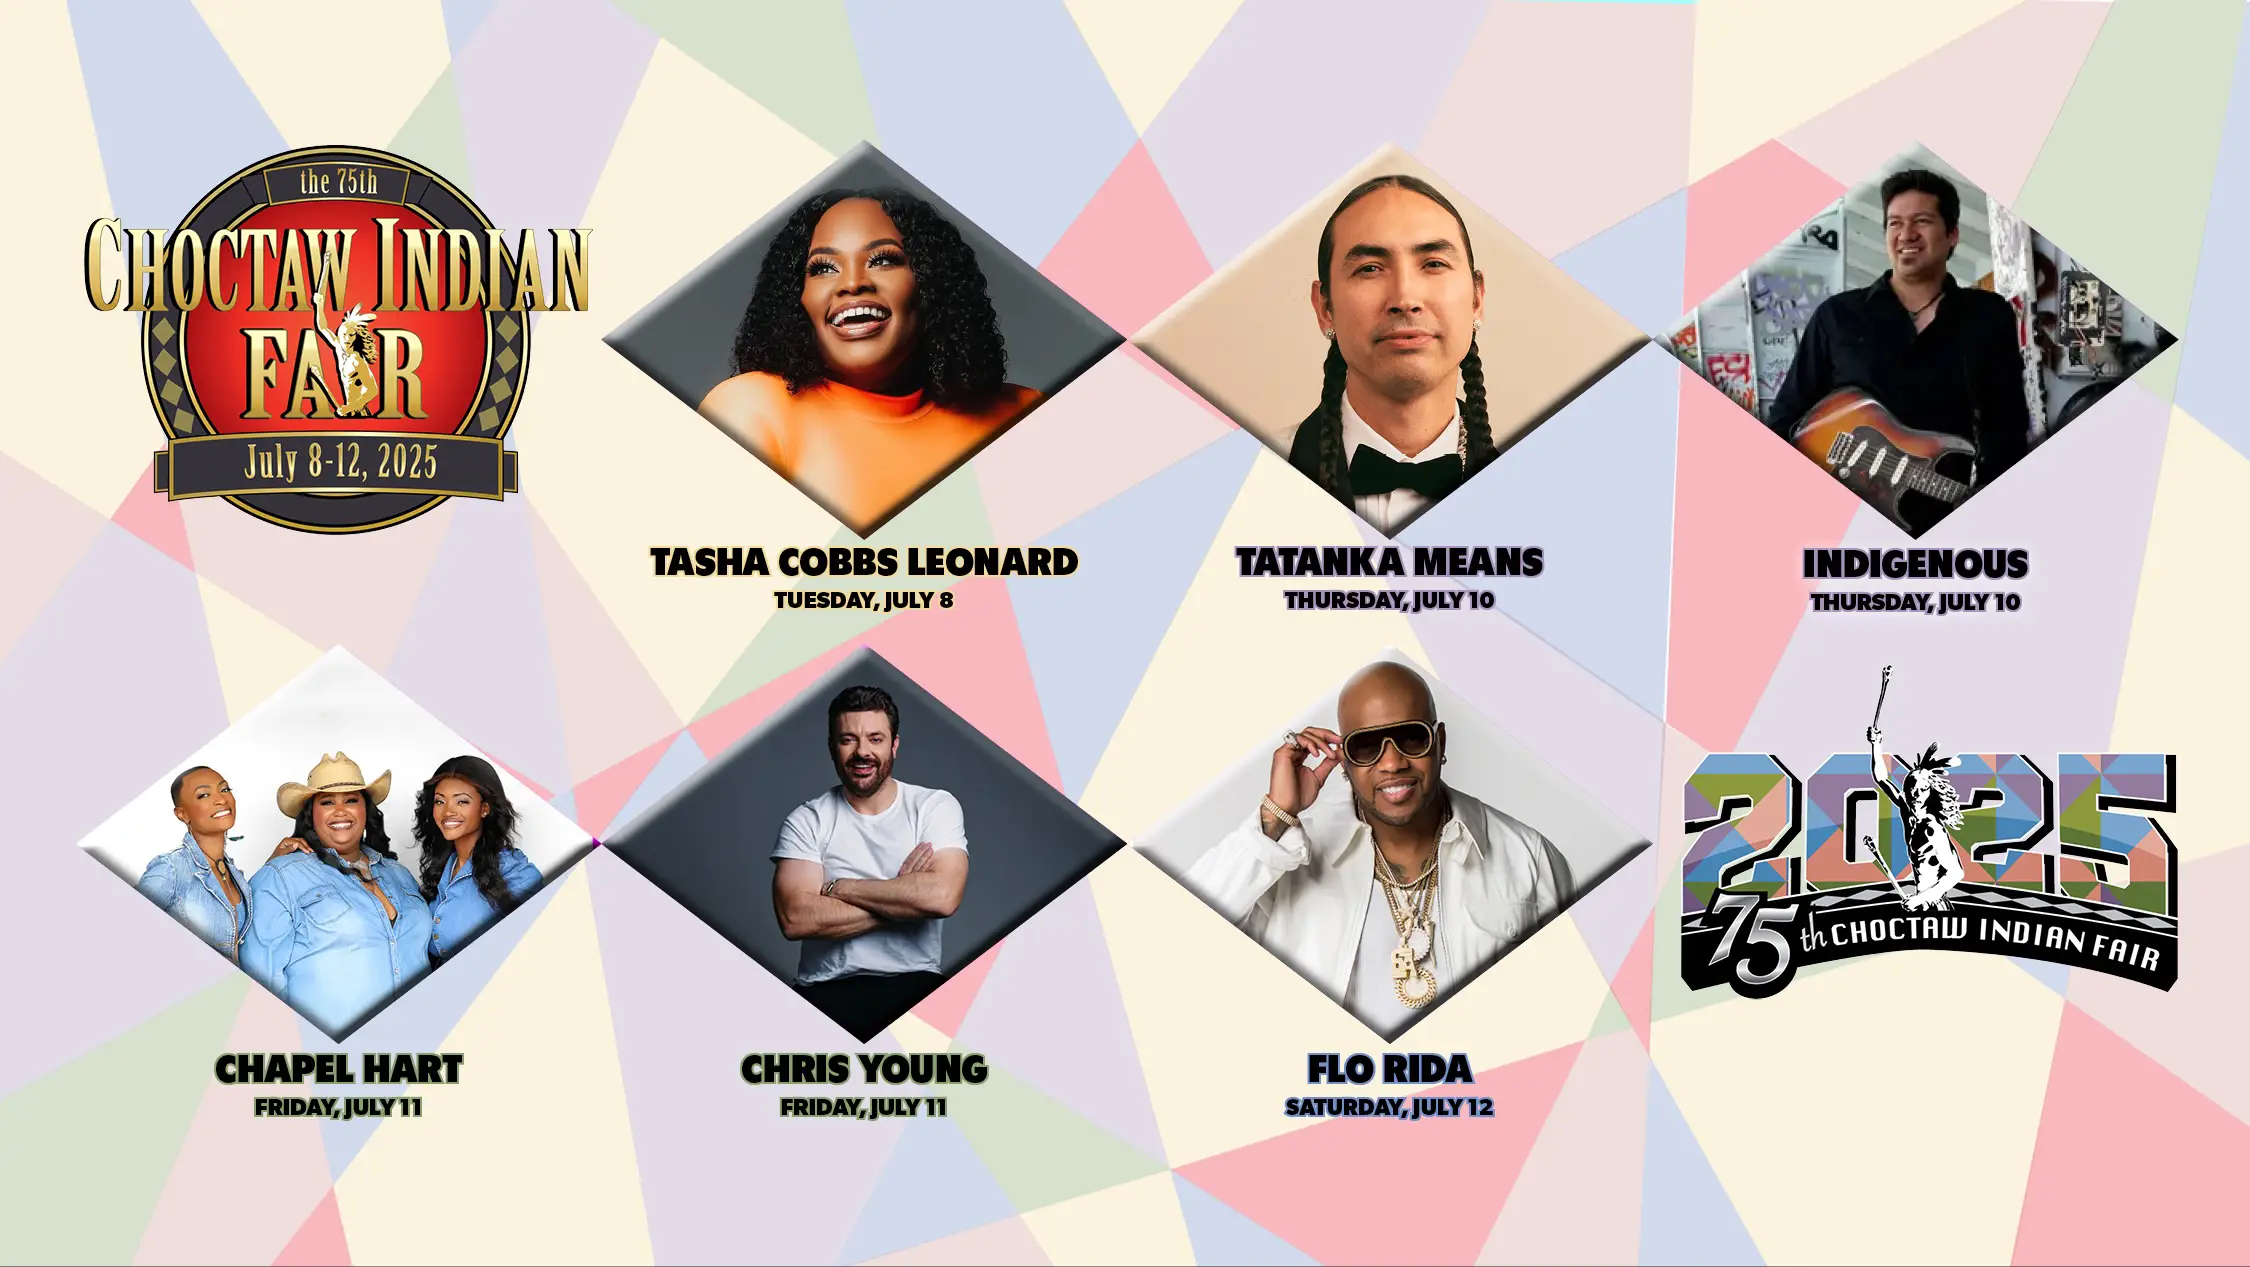 the 75th
CHOCTAW INDIAN
FAIR
July 8-12, 2025
TASHA COBBS LEONARD
TUESDAY, JULY 8
TATANKA MEANS
THURSDAY, JULY 10
INDIGENOUS
THURSDAY, JULY 10
CHAPEL HART
FRIDAY, JULY 11
CHRIS YOUNG
FRIDAY, JULY 11
FLO RIDA
SATURDAY, JULY 12
2025
75th CHOCTAW INDIAN FAIR